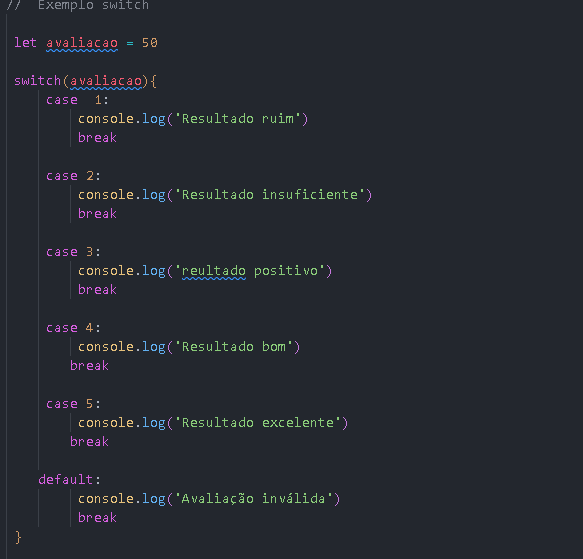 // Exemplo switch
let avaliacao = 50
switch(avaliacao){
case  1:
console.log('Resultado ruim')
break
case 2:
console.log('Resultado insuficiente')
break
case 3:
console.log('reultado positivo')
break
case 4:
console.log('Resultado bom')
break
case 5:
console.log('Resultado excelente')
break
default:
console.log('Avaliação inválida')
break
}